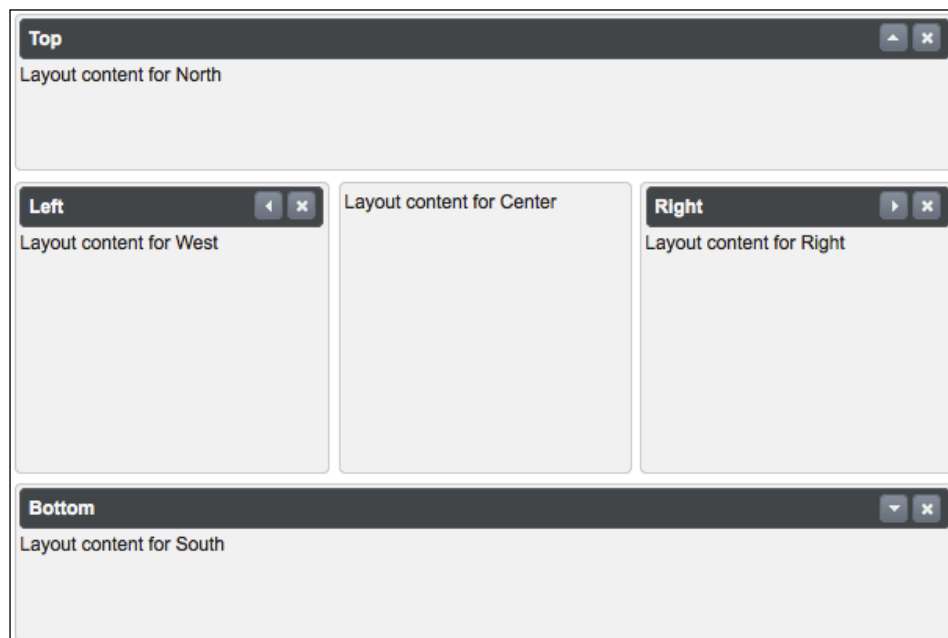 Top
Layout content for North
Left
Layout content for West
Layout content for Center
Right
Layout content for Right
Bottom
Layout content for South